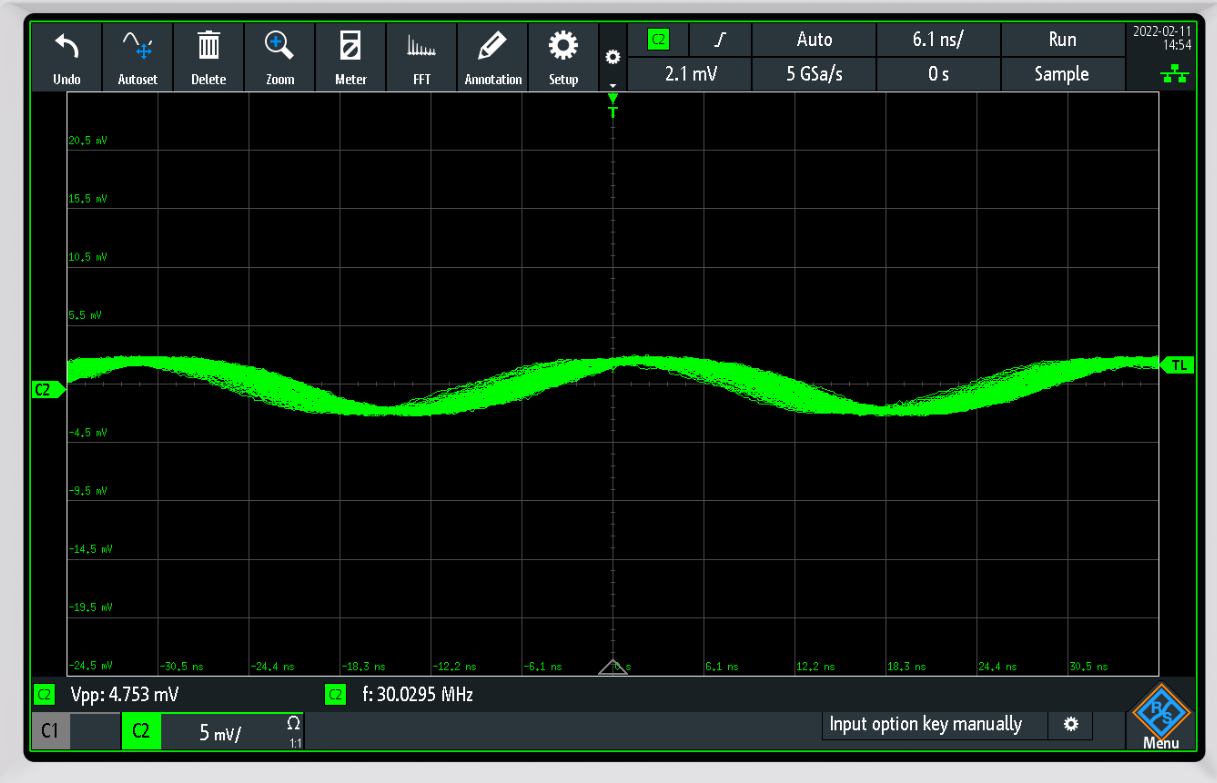 Undo
Autoset
Delete
Zoom
Meter
FFT
Annotation
Setup
C2
Auto
6.1 ns/
Run
2022-02-11
14:54
2.1 mV
5 GSa/s
0 s
Sample
T
20.5 mV
15.5 mV
10.5 mV
5.5 mV
TL
C2
-4.5 mV
-9.5 mV
-14.5 mV
-19.5 mV
-24.5 mV
-30.5 ns
-24.4 ns
-18.3 ns
-12.2 ns
-6.1 ns
0 s
6.1 ns
12.2 ns
18.3 ns
24.4 ns
30.5 ns
C2 Vpp: 4.753 mV
C2 f: 30.0295 MHz
C1
C2
5 mV/
Ω
1:1
Input option key manually
R&S
Menu